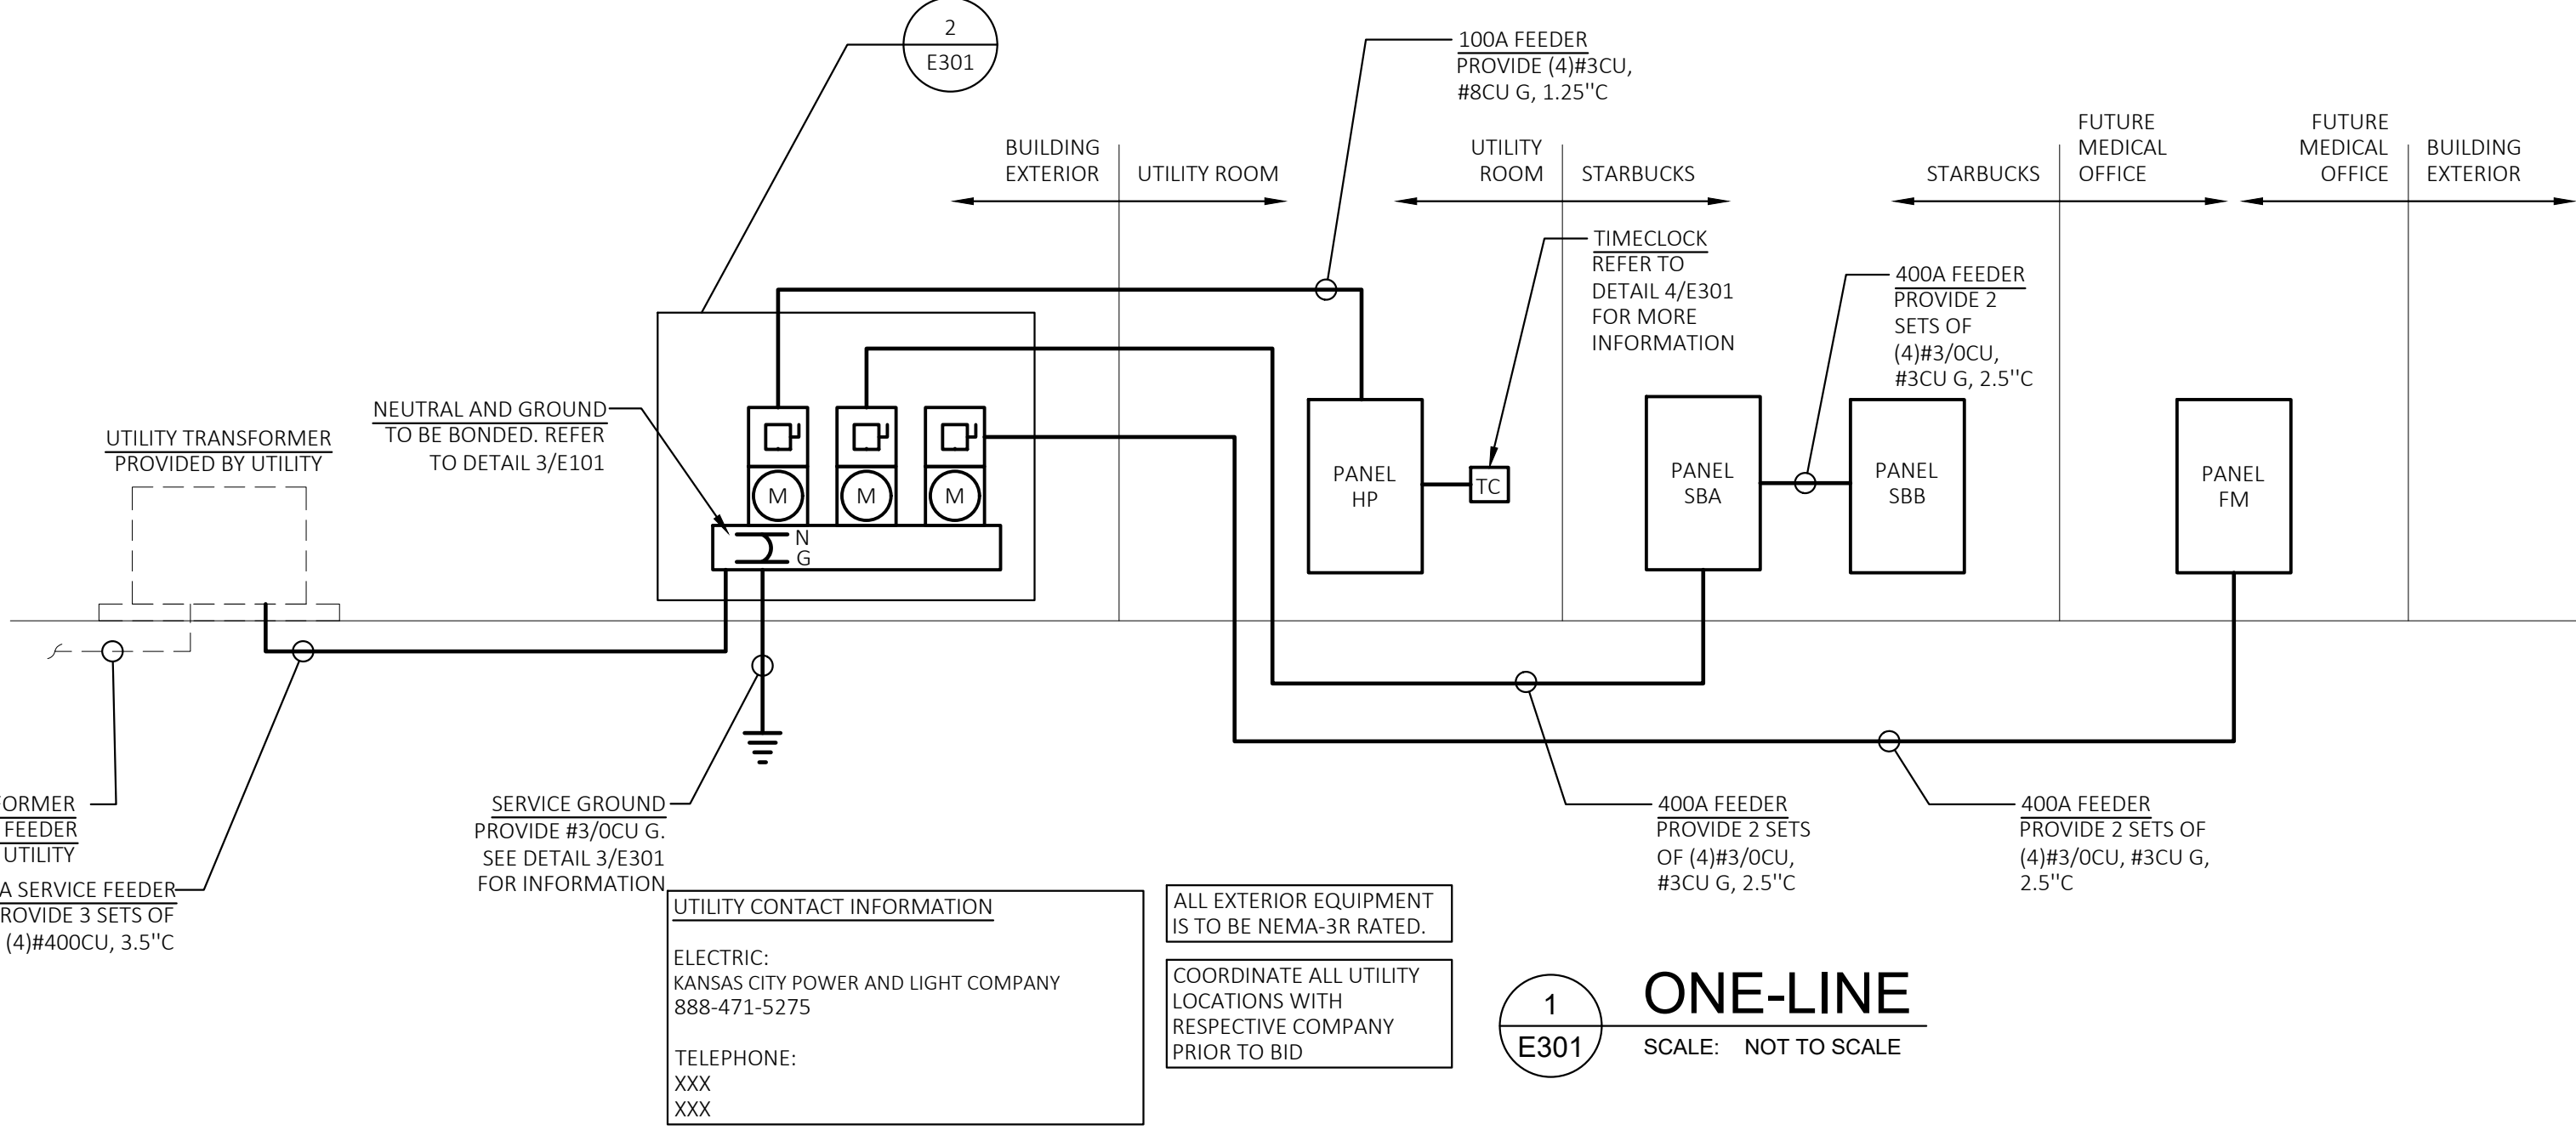 2
E301
100A FEEDER
PROVIDE (4)#3CU,
#8CU G, 1.25"C
BUILDING
EXTERIOR
UTILITY ROOM
UTILITY
ROOM
STARBUCKS
STARBUCKS
FUTURE
MEDICAL
OFFICE
FUTURE
MEDICAL
OFFICE
BUILDING
EXTERIOR
TIMECLOCK
REFER TO
DETAIL 4/E301
FOR MORE
INFORMATION
400A FEEDER
PROVIDE 2
SETS OF
(4)#3/0CU,
#3CU G, 2.5"C
NEUTRAL AND GROUND
TO BE BONDED. REFER
TO DETAIL 3/E101
UTILITY TRANSFORMER
PROVIDED BY UTILITY
M
M
M
N
G
PANEL
HP
TC
PANEL
SBA
PANEL
SBB
PANEL
FM
FORMER
FEEDER
UTILITY
A SERVICE FEEDER
ROVIDE 3 SETS OF
(4)#400CU, 3.5"C
SERVICE GROUND
PROVIDE #3/0CU G.
SEE DETAIL 3/E301
FOR INFORMATION
400A FEEDER
PROVIDE 2 SETS
OF (4)#3/0CU,
#3CU G, 2.5"C
400A FEEDER
PROVIDE 2 SETS OF
(4)#3/0CU, #3CU G,
2.5"C
UTILITY CONTACT INFORMATION
ELECTRIC:
KANSAS CITY POWER AND LIGHT COMPANY
888-471-5275
TELEPHONE:
XXX
XXX
ALL EXTERIOR EQUIPMENT
IS TO BE NEMA-3R RATED.
COORDINATE ALL UTILITY
LOCATIONS WITH
RESPECTIVE COMPANY
PRIOR TO BID
1
E301
ONE-LINE
SCALE: NOT TO SCALE